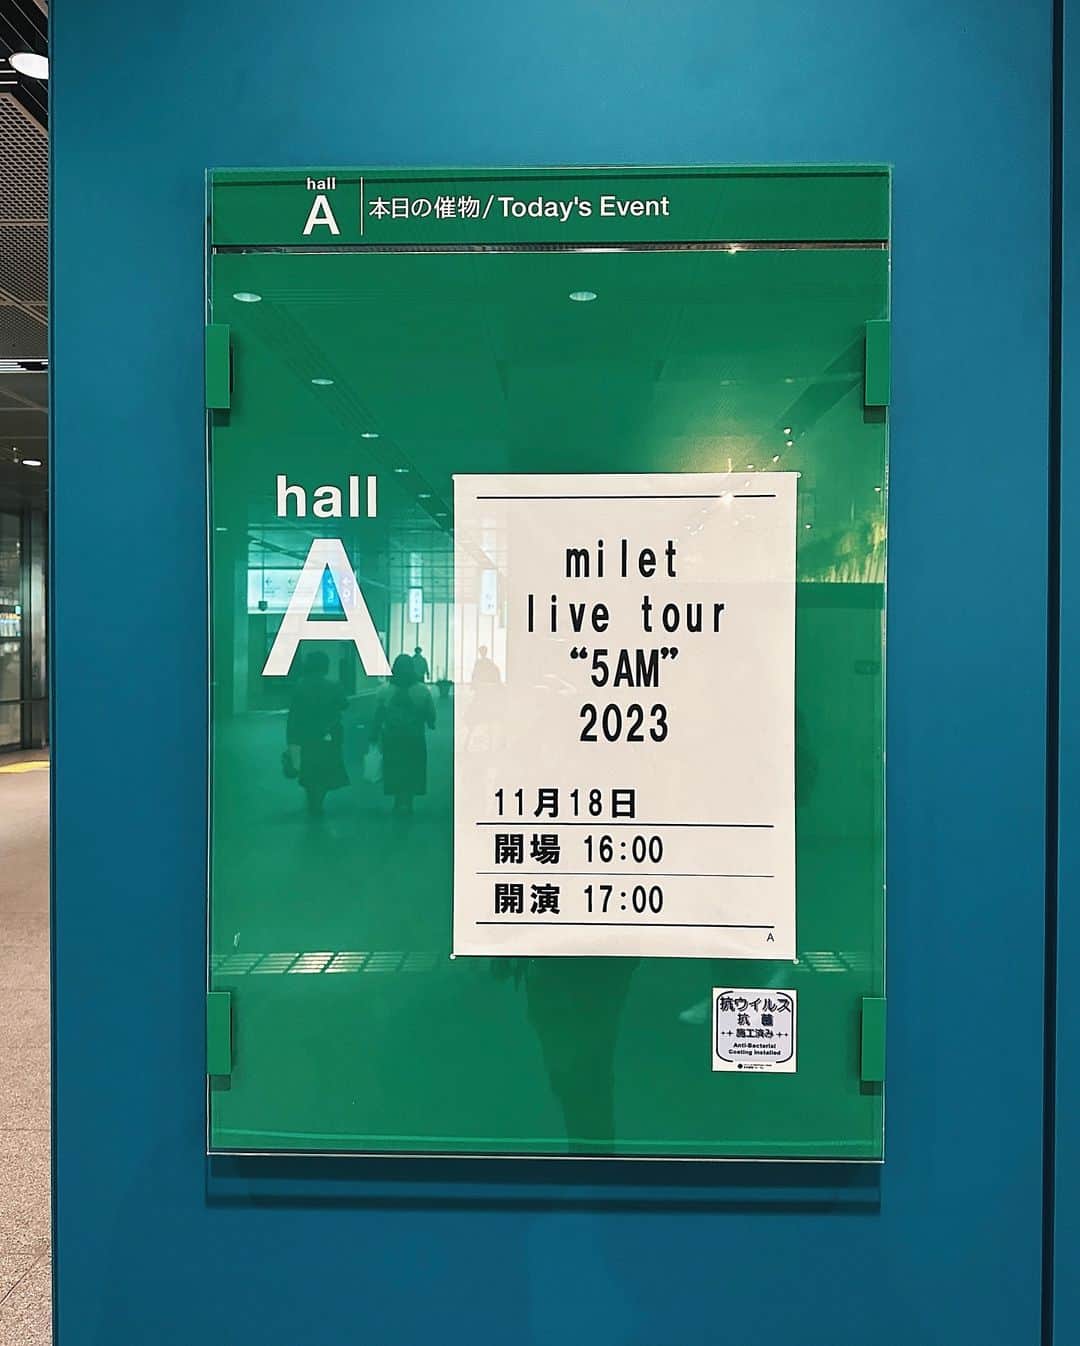 hall
A
本日の催物/Today's Event
hall
A
milet
live tour
“5AM”
2023
11月18日
開場 16:00
開演 17:00
A
抗ウイルス
抗菌
施工済み
Anti-Bacterial
Coating Installed